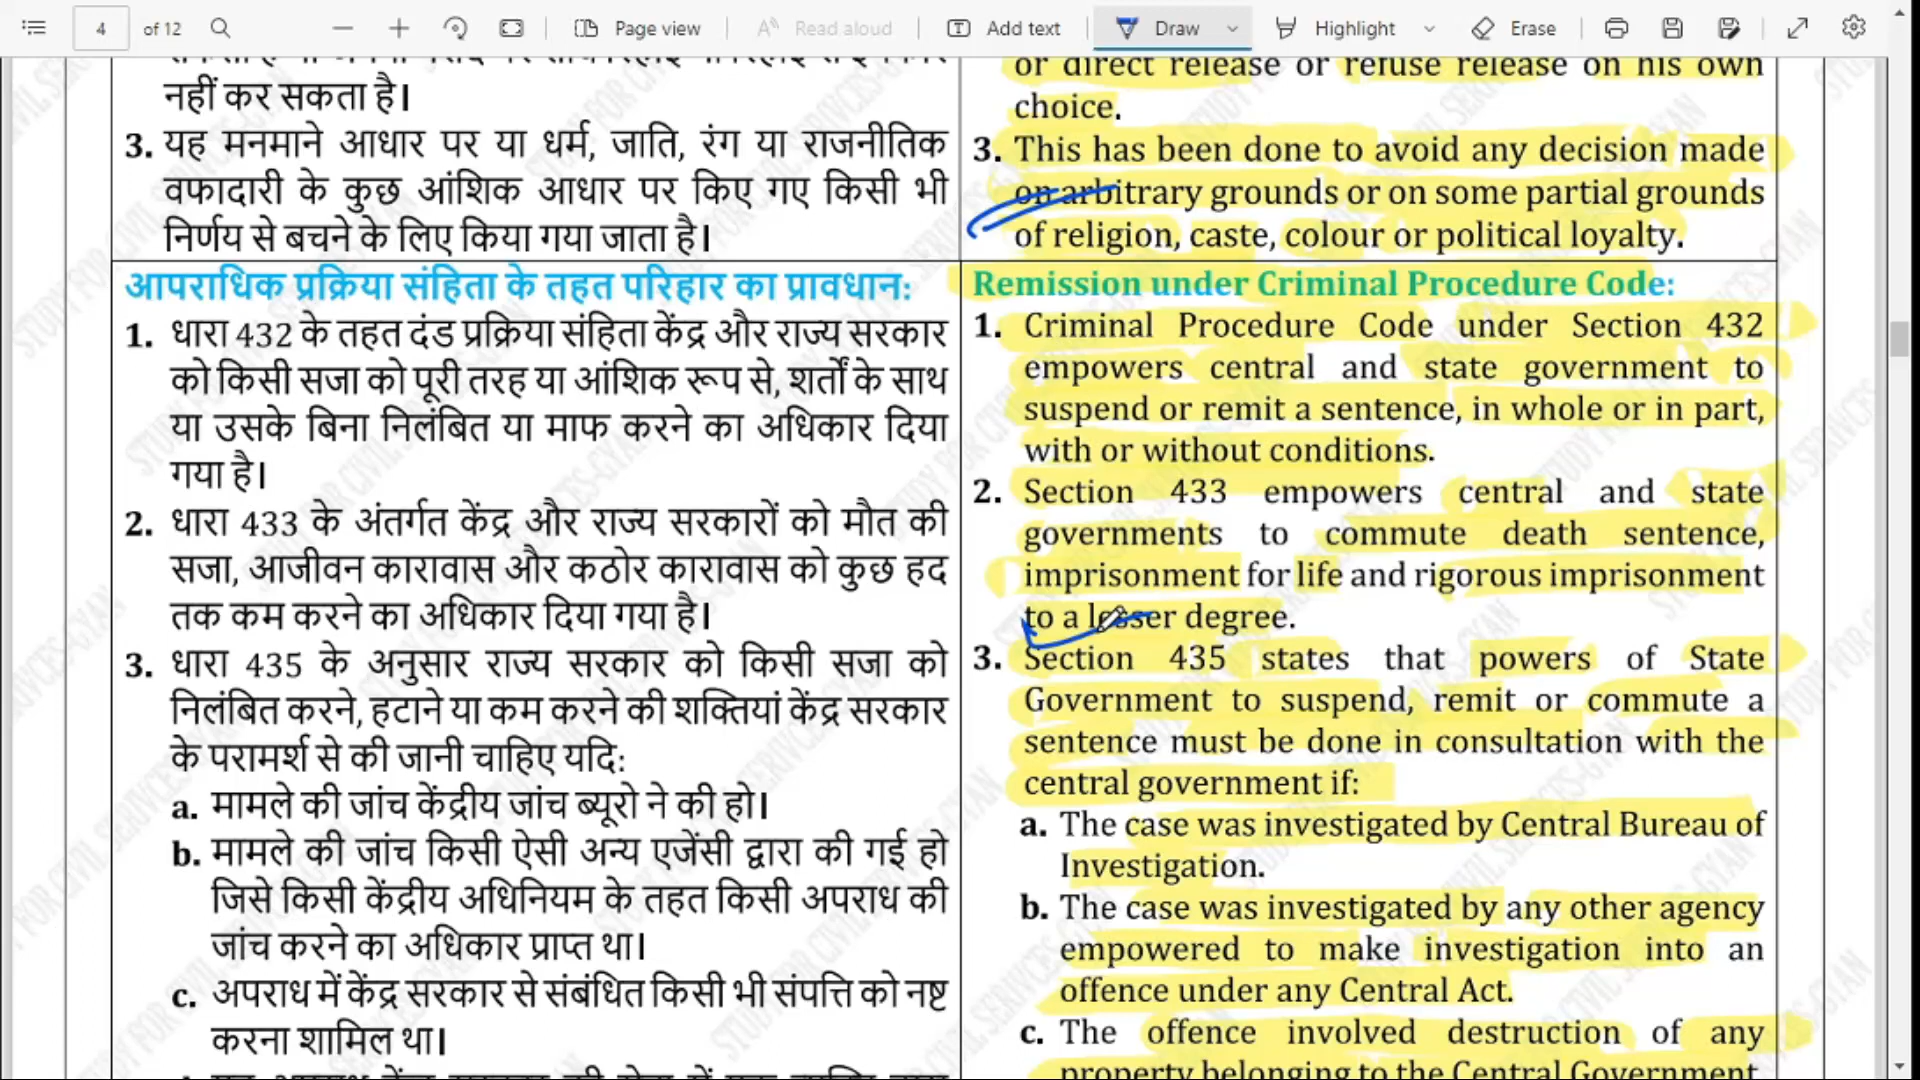 4 of 12 Page view Read aloud Add text Draw Highlight Erase
नहीं कर सकता है।
3. यह मनमाने आधार पर या धर्म, जाति, रंग या राजनीतिक
वफादारी के कुछ आंशिक आधार पर किए गए किसी भी
निर्णय से बचने के लिए किया गया जाता है।
आपराधिक प्रक्रिया संहिता के तहत परिहार का प्रावधान:
1. धारा 432 के तहत दंड प्रक्रिया संहिता केंद्र और राज्य सरकार
को किसी सजा को पूरी तरह या आंशिक रूप से, शर्तों के साथ
या उसके बिना निलंबित या माफ करने का अधिकार दिया
गया है।
2. धारा 433 के अंतर्गत केंद्र और राज्य सरकारों को मौत की
सजा, आजीवन कारावास और कठोर कारावास को कुछ हद
तक कम करने का अधिकार दिया गया है।
3. धारा 435 के अनुसार राज्य सरकार को किसी सजा को
निलंबित करने, हटाने या कम करने की शक्तियां केंद्र सरकार
के परामर्श से की जानी चाहिए यदि:
a. मामले की जांच केंद्रीय जांच ब्यूरो ने की हो।
b. मामले की जांच किसी ऐसी अन्य एजेंसी द्वारा की गई हो
जिसे किसी केंद्रीय अधिनियम के तहत किसी अपराध की
जांच करने का अधिकार प्राप्त था।
c. अपराध में केंद्र सरकार से संबंधित किसी भी संपत्ति को नष्ट
करना शामिल था।
or direct release or refuse release on his own
choice.
3. This has been done to avoid any decision made
on arbitrary grounds or on some partial grounds
of religion, caste, colour or political loyalty.
Remission under Criminal Procedure Code:
1. Criminal Procedure Code under Section 432
empowers central and state government to
suspend or remit a sentence, in whole or in part,
with or without conditions.
2. Section 433 empowers central and state
governments to commute death sentence,
imprisonment for life and rigorous imprisonment
to a lesser degree.
3. Section 435 states that powers of State
Government to suspend, remit or commute a
sentence must be done in consultation with the
central government if:
a. The case was investigated by Central Bureau of
Investigation.
b. The case was investigated by any other agency
empowered to make investigation into an
offence under any Central Act.
c. The offence involved destruction of any
property belonging to the Central Government.